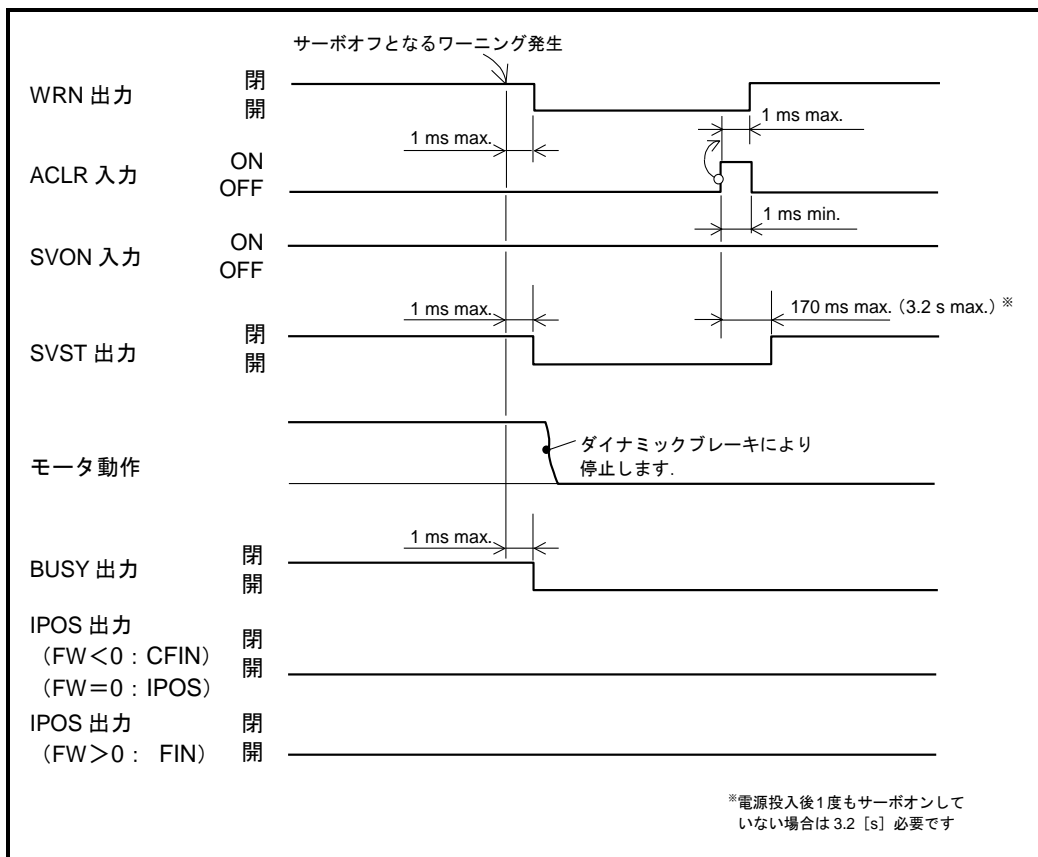 サーボオフとなるワーニング発生
WRN 出力
閉
開
1 ms max.
1 ms max.
ACLR 入力
ON
OFF
1 ms min.
SVON 入力
ON
OFF
1 ms max.
170 ms max.（3.2 s max.）※
SVST 出力
閉
開
モータ動作
ダイナミックブレーキにより
停止します.
1 ms max.
BUSY 出力
閉
開
IPOS 出力
（FW＜0：CFIN）
（FW＝0：IPOS）
閉
開
IPOS 出力
（FW＞0： FIN）
閉
開
※電源投入後1度もサーボオンして
いない場合は 3.2［s］必要です